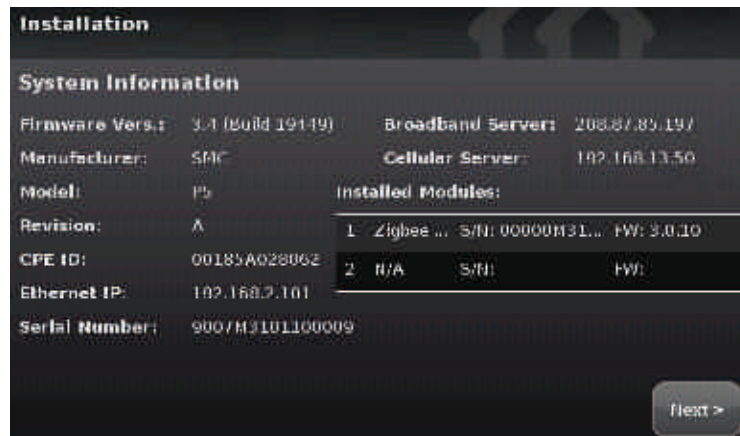 Installation
System Information
Firmware Vers.: 3.4 (Build 19449) Broadband Server: 208.87.85.197
Manufacturer: SMC Cellular Server: 192.168.13.50
Model: P5 Installed Modules:
Revision: A 1 Zigbee ... S/N: 00000M31... FW: 3.0.10
CPE ID: 00185A028062 2 N/A S/N: FW:
Ethernet IP: 192.168.2.101
Serial Number: 9007M3101100009
Next >